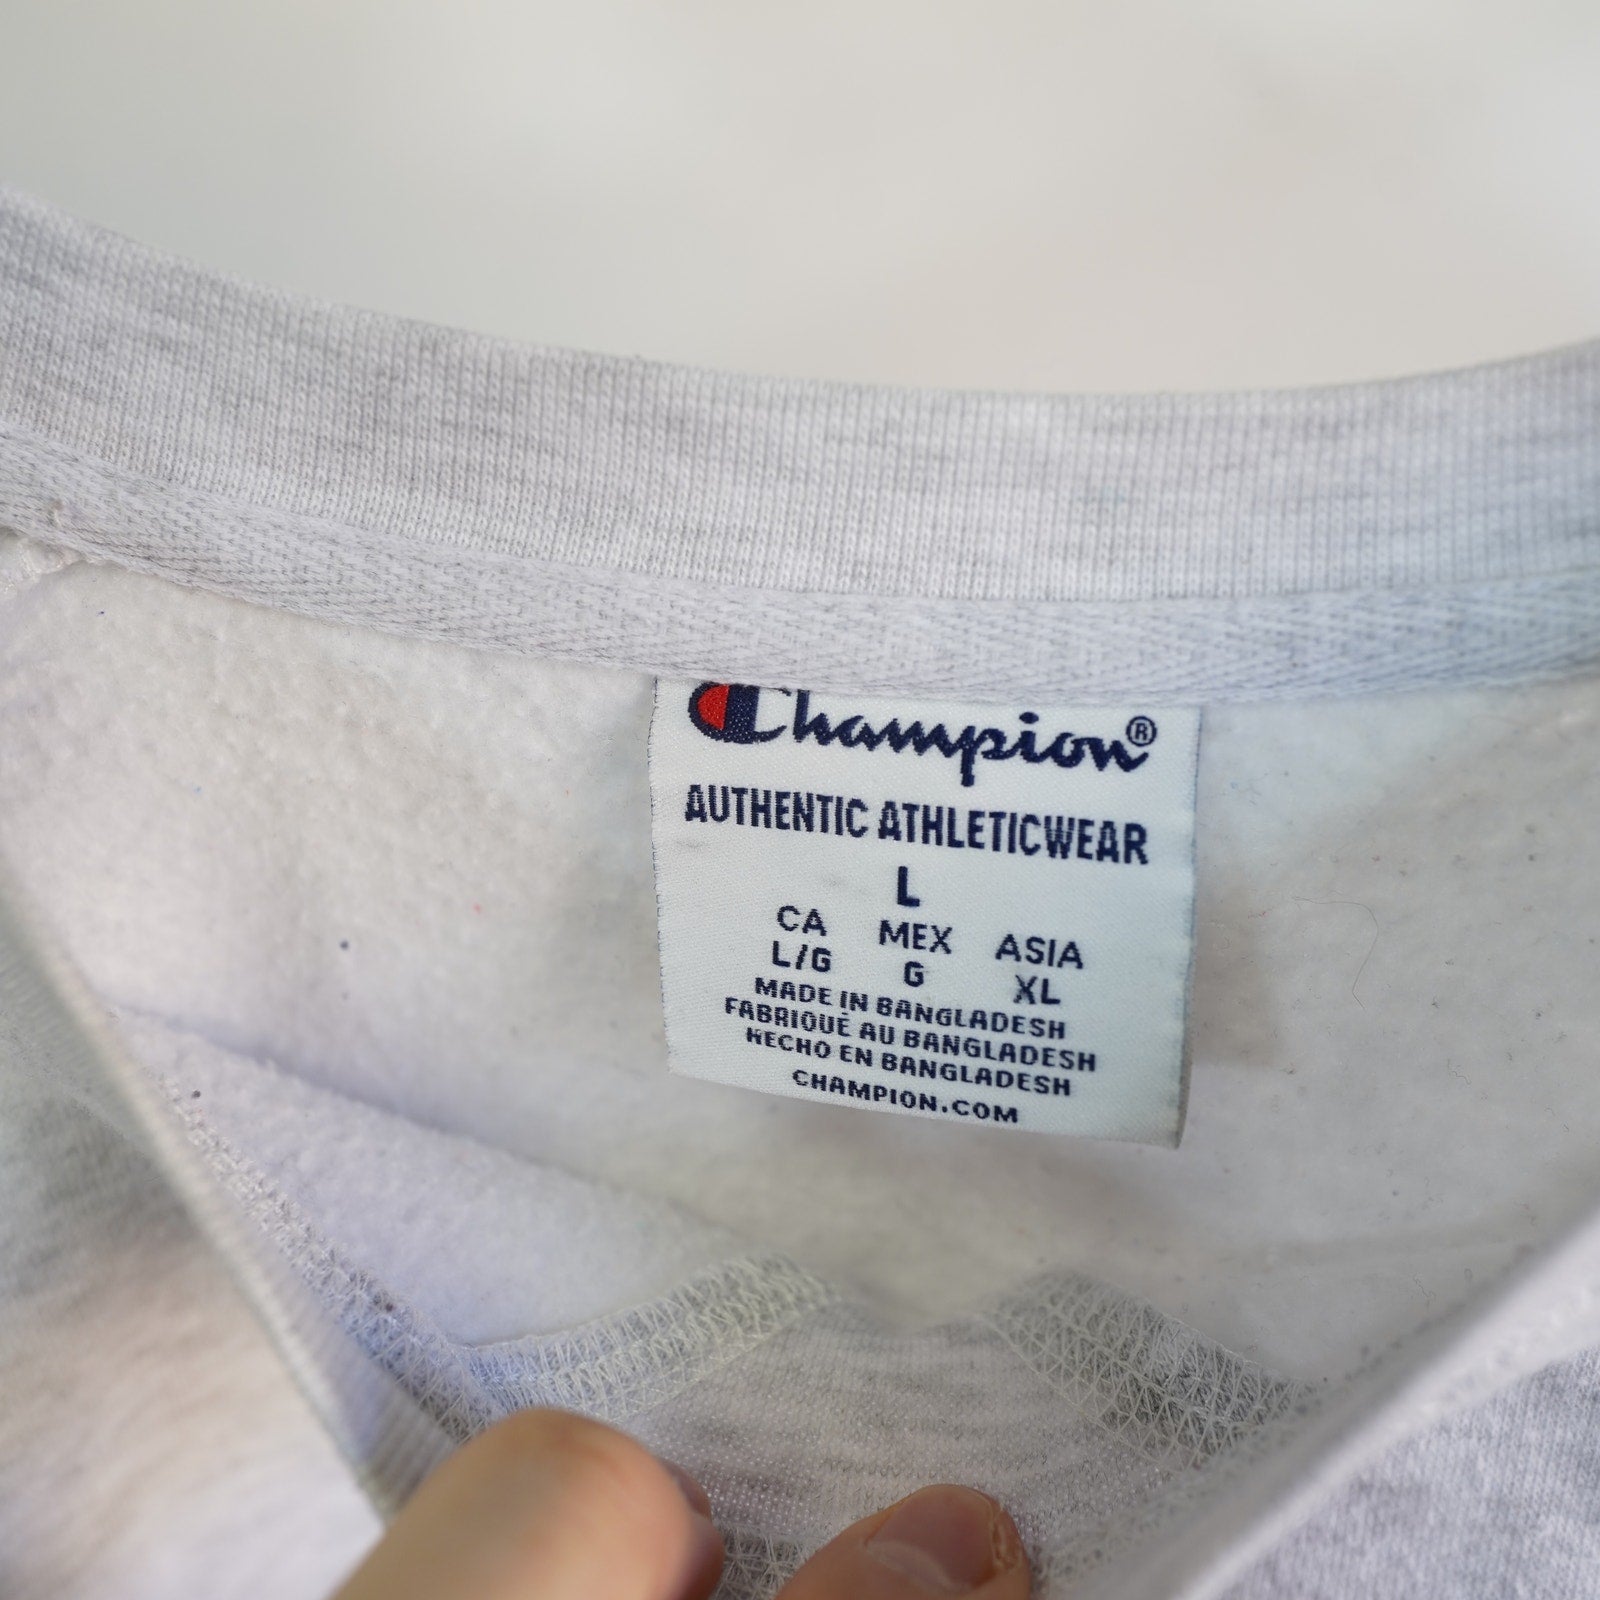 Champion®
AUTHENTIC ATHLETICWEAR
L
CA MEX ASIA
L/G G XL
MADE IN BANGLADESH
FABRIQUÉ AU BANGLADESH
HECHO EN BANGLADESH
CHAMPION.COM